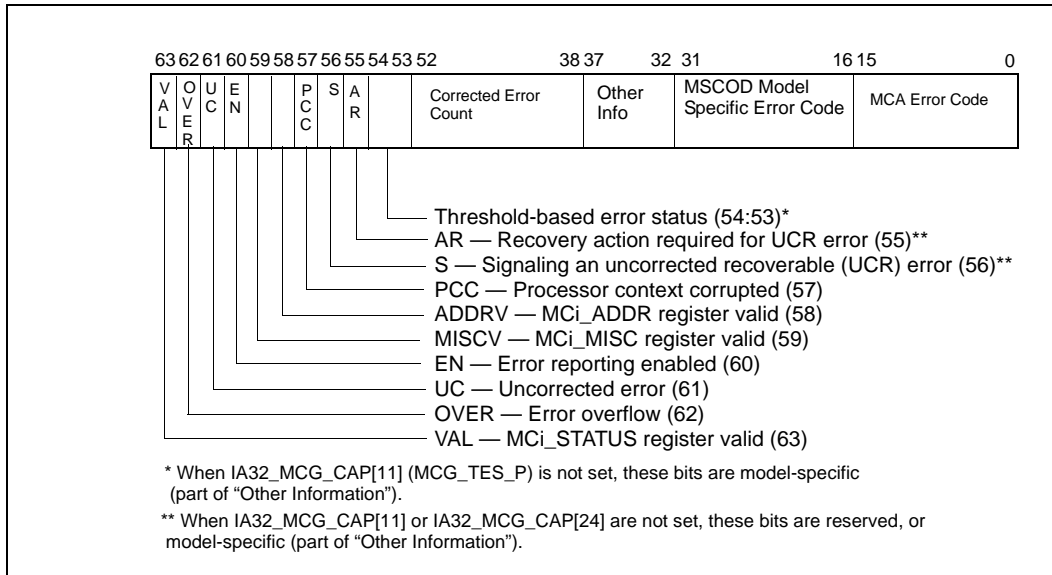 63 62 61 60 59 58 57 56 55 54 53 52 38 37 32 31 16 15 0
VAL
OVER
UC
EN
PCC
S
AR
Corrected Error
Count
Other
Info
MSCOD Model
Specific Error Code
MCA Error Code
Threshold-based error status (54:53)*
AR — Recovery action required for UCR error (55)**
S — Signaling an uncorrected recoverable (UCR) error (56)**
PCC — Processor context corrupted (57)
ADDRV — MCi_ADDR register valid (58)
MISCV — MCi_MISC register valid (59)
EN — Error reporting enabled (60)
UC — Uncorrected error (61)
OVER — Error overflow (62)
VAL — MCi_STATUS register valid (63)
* When IA32_MCG_CAP[11] (MCG_TES_P) is not set, these bits are model-specific
(part of “Other Information”).
** When IA32_MCG_CAP[11] or IA32_MCG_CAP[24] are not set, these bits are reserved, or
model-specific (part of “Other Information”).